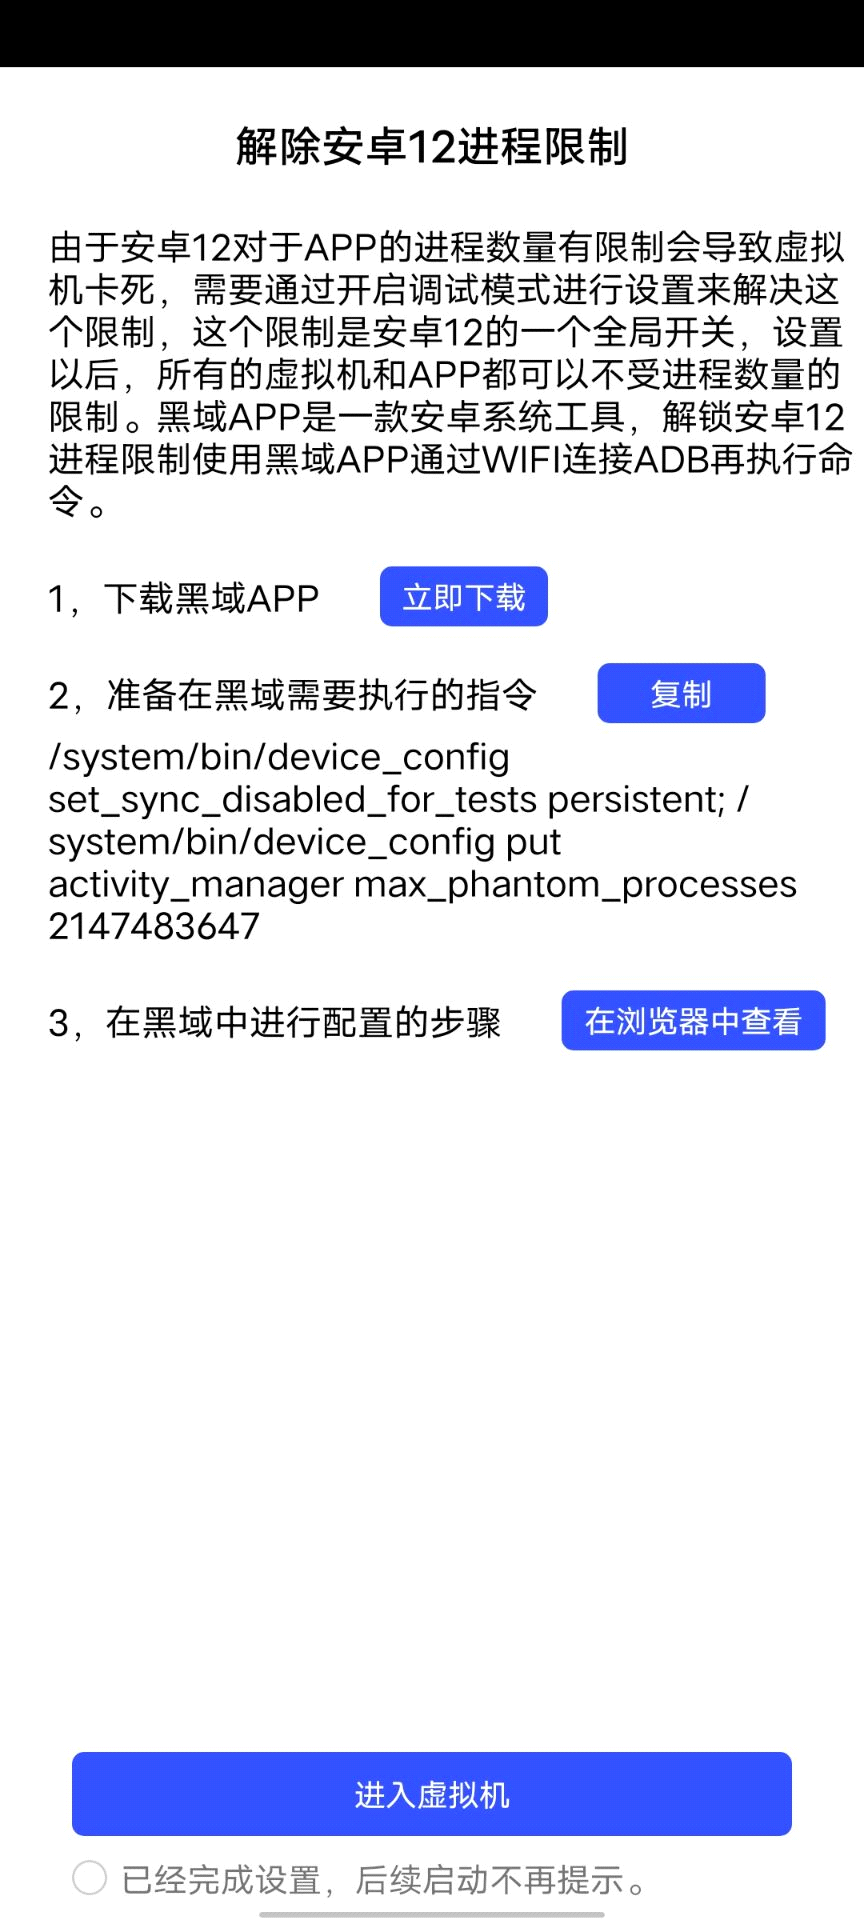 解除安卓12进程限制
由于安卓12对于APP的进程数量有限制会导致虚拟
机卡死，需要通过开启调试模式进行设置来解决这
个限制，这个限制是安卓12的一个全局开关，设置
以后，所有的虚拟机和APP都可以不受进程数量的
限制。黑域APP是一款安卓系统工具，解锁安卓12
进程限制使用黑域APP通过WIFI连接ADB再执行命
令。
1，下载黑域APP 立即下载
2，准备在黑域需要执行的指令 复制
/system/bin/device_config
set_sync_disabled_for_tests persistent; /
system/bin/device_config put
activity_manager max_phantom_processes
2147483647
3，在黑域中进行配置的步骤 在浏览器中查看
进入虚拟机
已经完成设置，后续启动不再提示。